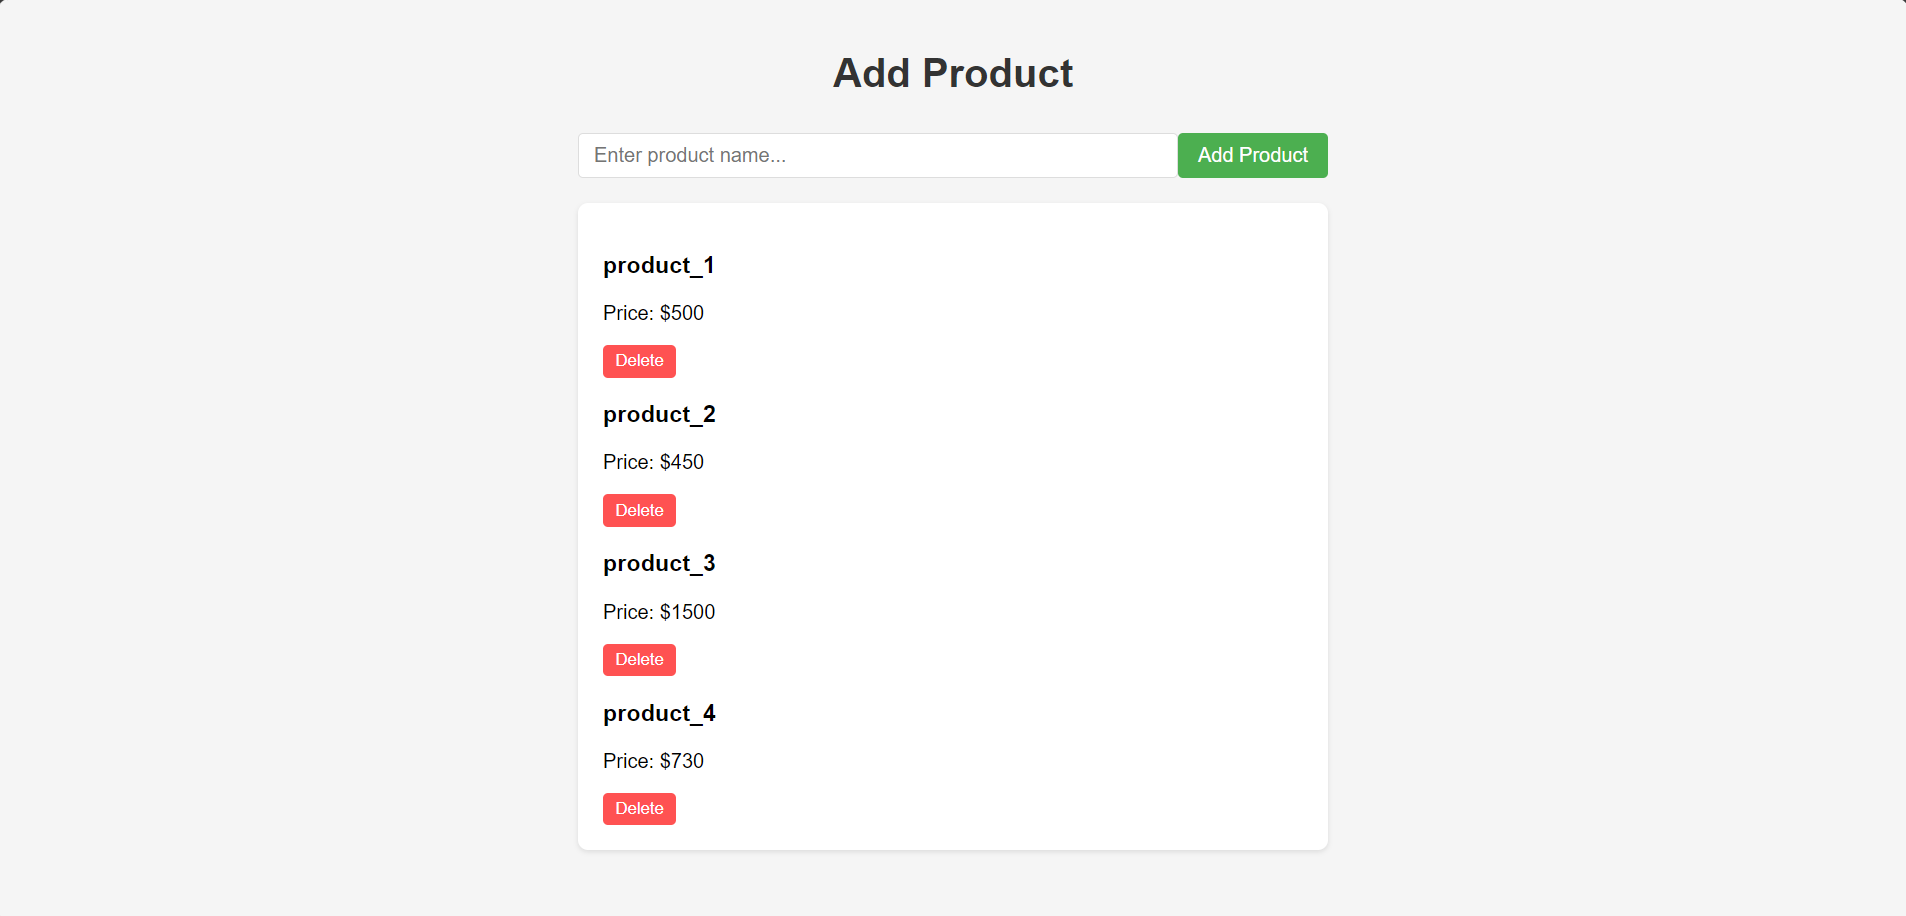 Add Product
Enter product name... Add Product
product_1
Price: $500
Delete
product_2
Price: $450
Delete
product_3
Price: $1500
Delete
product_4
Price: $730
Delete